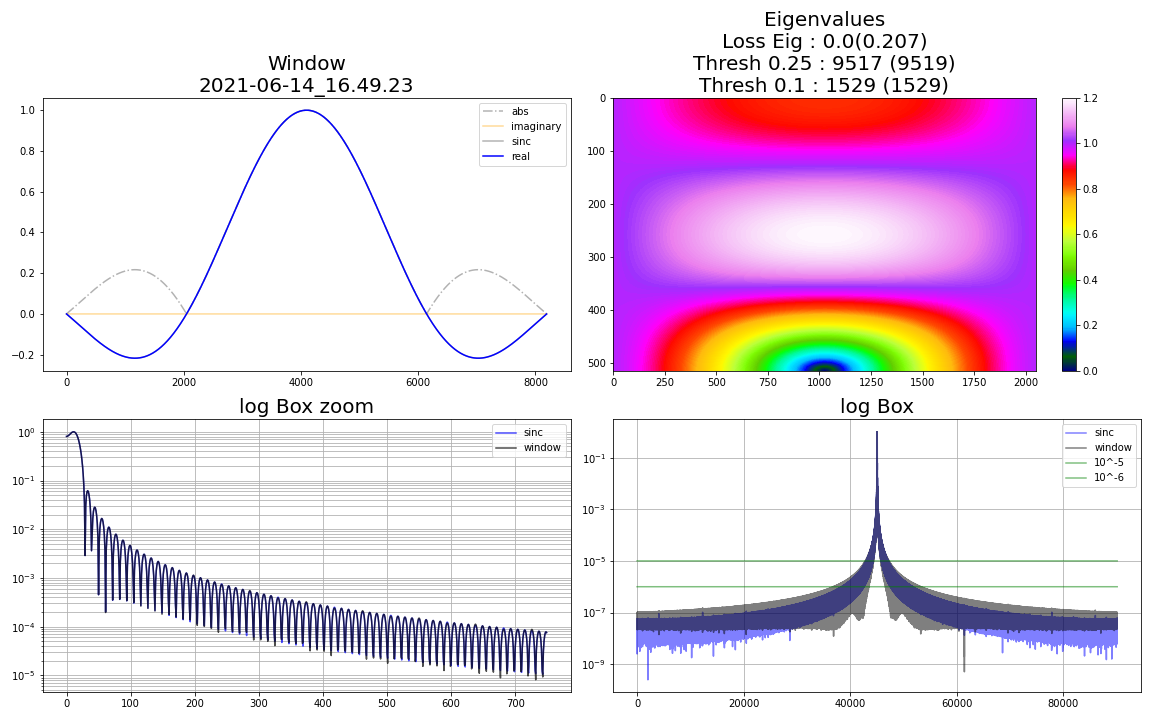 Window
2021-06-14_16.49.23
1.0
0.8
0.6
0.4
0.2
0.0
−0.2
0 2000 4000 6000 8000
abs
imaginary
sinc
real
Eigenvalues
Loss Eig : 0.0(0.207)
Thresh 0.25 : 9517 (9519)
Thresh 0.1 : 1529 (1529)
0
100
200
300
400
500
0 250 500 750 1000 1250 1500 1750 2000
1.2
1.0
0.8
0.6
0.4
0.2
0.0
log Box zoom
10^0
10^-1
10^-2
10^-3
10^-4
10^-5
0 100 200 300 400 500 600 700
sinc
window
log Box
10^-1
10^-3
10^-5
10^-7
10^-9
0 20000 40000 60000 80000
sinc
window
10^-5
10^-6